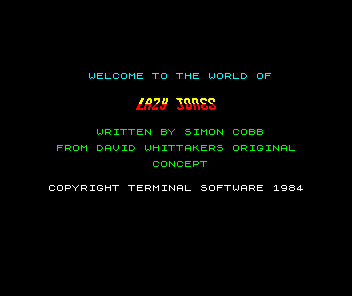 WELCOME TO THE WORLD OF
LAZY JONES
WRITTEN BY SIMON COBB
FROM DAVID WHITTAKERS ORIGINAL
CONCEPT
COPYRIGHT TERMINAL SOFTWARE 1984